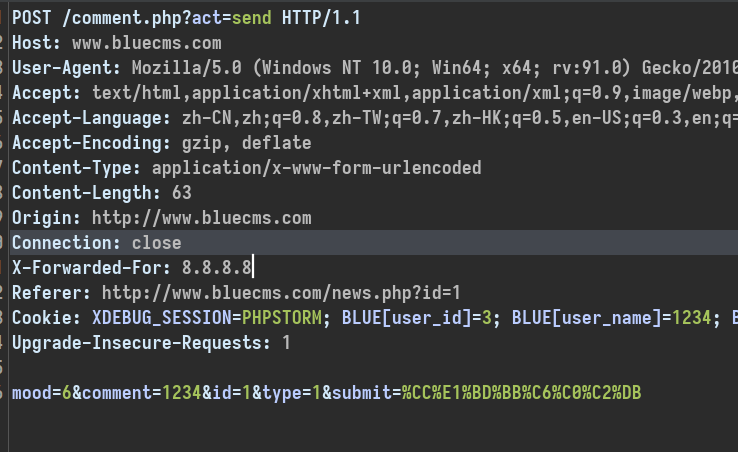 POST /comment.php?act=send HTTP/1.1
Host: www.bluecms.com
User-Agent: Mozilla/5.0 (Windows NT 10.0; Win64; x64; rv:91.0) Gecko/2010
Accept: text/html,application/xhtml+xml,application/xml;q=0.9,image/webp,
Accept-Language: zh-CN,zh;q=0.8,zh-TW;q=0.7,zh-HK;q=0.5,en-US;q=0.3,en;q=
Accept-Encoding: gzip, deflate
Content-Type: application/x-www-form-urlencoded
Content-Length: 63
Origin: http://www.bluecms.com
Connection: close
X-Forwarded-For: 8.8.8.8
Referer: http://www.bluecms.com/news.php?id=1
Cookie: XDEBUG_SESSION=PHPSTORM; BLUE[user_id]=3; BLUE[user_name]=1234; B
Upgrade-Insecure-Requests: 1
mood=6&comment=1234&id=1&type=1&submit=%CC%E1%BD%BB%C6%C0%C2%DB